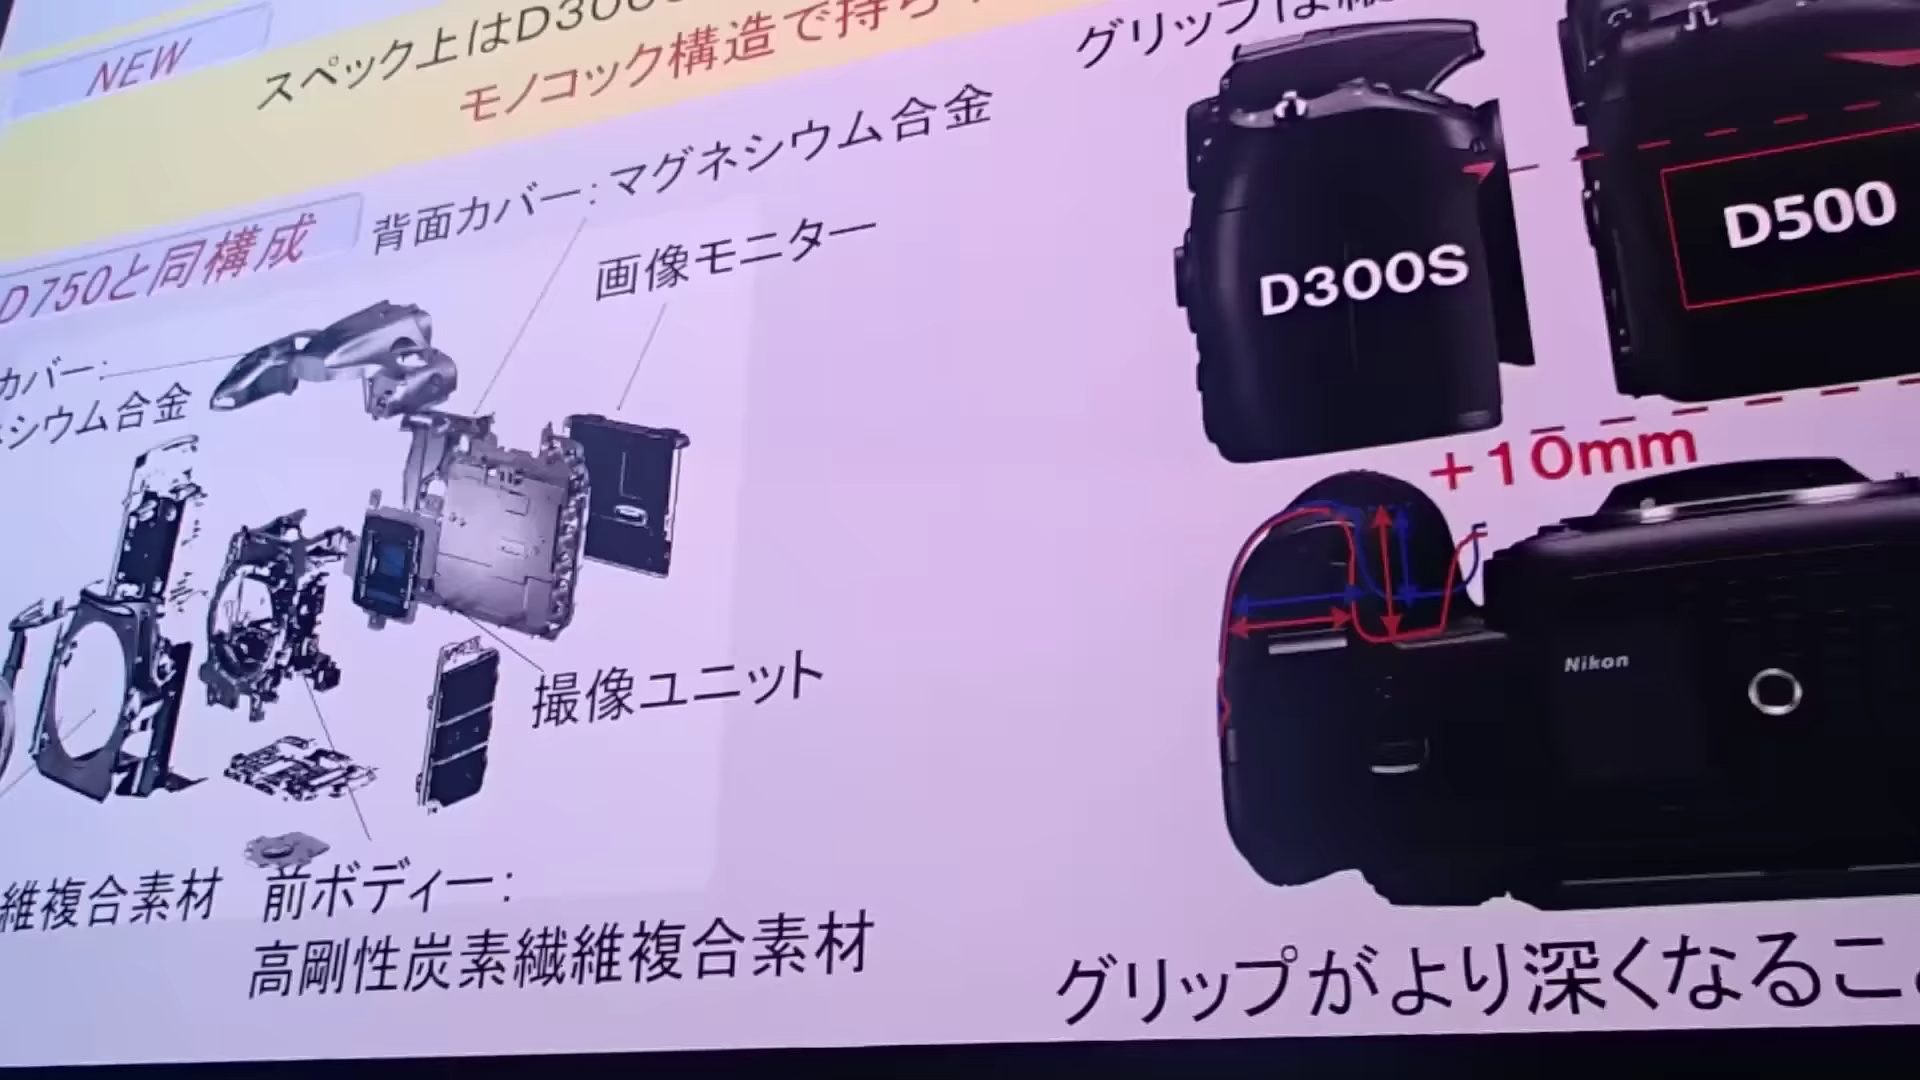 NEW
スペック上はD300
モノコック構造で持ち
D750と同構成
背面カバー：マグネシウム合金
画像モニター
カバー：
シウム合金
撮像ユニット
維複合素材
前ボディー：
高剛性炭素繊維複合素材
グリップは
D300S
D500
+10mm
Nikon
グリップがより深くなるこ